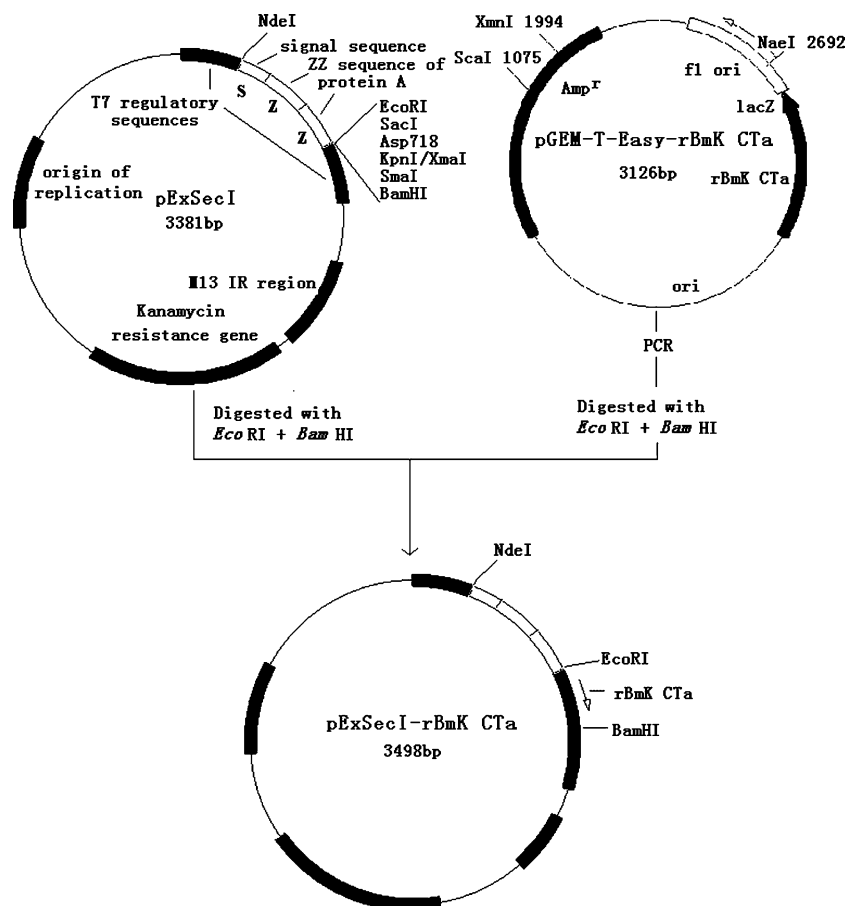 NdeI
signal sequence
ZZ sequence of
protein A
S
Z
Z
T7 regulatory
sequences
EcoRI
SacI
Asp718
KpnI/XmaI
SmaI
BamHI
origin of
replication
pExSecI
3381bp
M13 IR region
Kanamycin
resistance gene
XmnI 1994
ScaI 1075
NaeI 2692
f1 ori
Ampr
lacZ
pGEM-T-Easy-rBmK CTa
3126bp
rBmK CTa
ori
PCR
Digested with
EcoRI + BamHI
Digested with
EcoRI + BamHI
NdeI
EcoRI
rBmK CTa
BamHI
pExSecI-rBmK CTa
3498bp